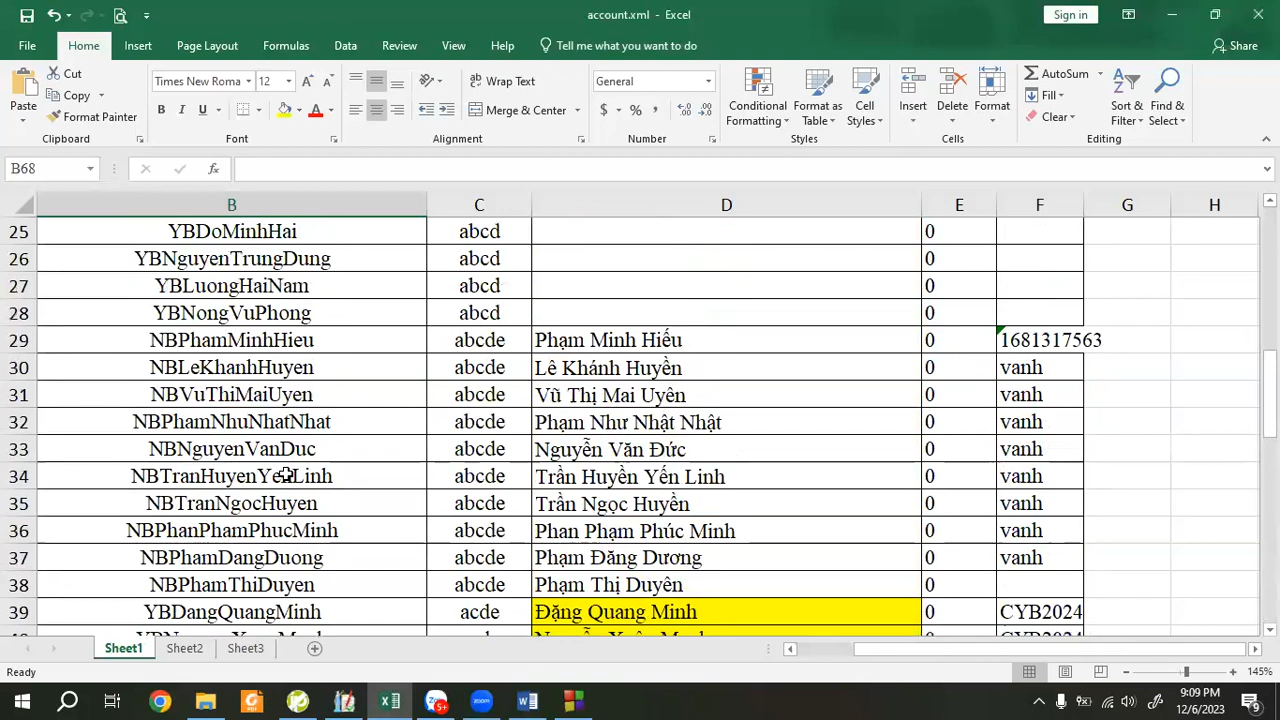 account.xml - Excel
Sign in
File Home Insert Page Layout Formulas Data Review View Help Tell me what you want to do Share
Paste
Cut
Copy
Format Painter
Clipboard
Times New Roma 12
B I U
Font
Wrap Text
Merge & Center
Alignment
General
$ % ,
Number
Conditional Formatting
Format as Table
Cell Styles
Styles
Insert
Delete
Format
Cells
AutoSum
Fill
Clear
Sort & Filter
Find & Select
Editing
B68
fx
B C D E F G H
25 YBDoMinhHai abcd 0
26 YBNguyenTrungDung abcd 0
27 YBLuongHaiNam abcd 0
28 YBNongVuPhong abcd 0
29 NBPhamMinhHieu abcde Phạm Minh Hiếu 0 1681317563
30 NBLeKhanhHuyen abcde Lê Khánh Huyền 0 vanh
31 NBVuThiMaiUyen abcde Vũ Thị Mai Uyên 0 vanh
32 NBPhamNhuNhatNhat abcde Phạm Như Nhật Nhật 0 vanh
33 NBNguyenVanDuc abcde Nguyễn Văn Đức 0 vanh
34 NBTranHuyenYenLinh abcde Trần Huyền Yến Linh 0 vanh
35 NBTranNgocHuyen abcde Trần Ngọc Huyền 0 vanh
36 NBPhanPhamPhucMinh abcde Phan Phạm Phúc Minh 0 vanh
37 NBPhamDangDuong abcde Phạm Đăng Dương 0 vanh
38 NBPhamThiDuyen abcde Phạm Thị Duyên 0
39 YBDangQuangMinh acde Đặng Quang Minh 0 CYB2024
Sheet1 Sheet2 Sheet3
Ready
145%
5+
9:09 PM
12/6/2023
9